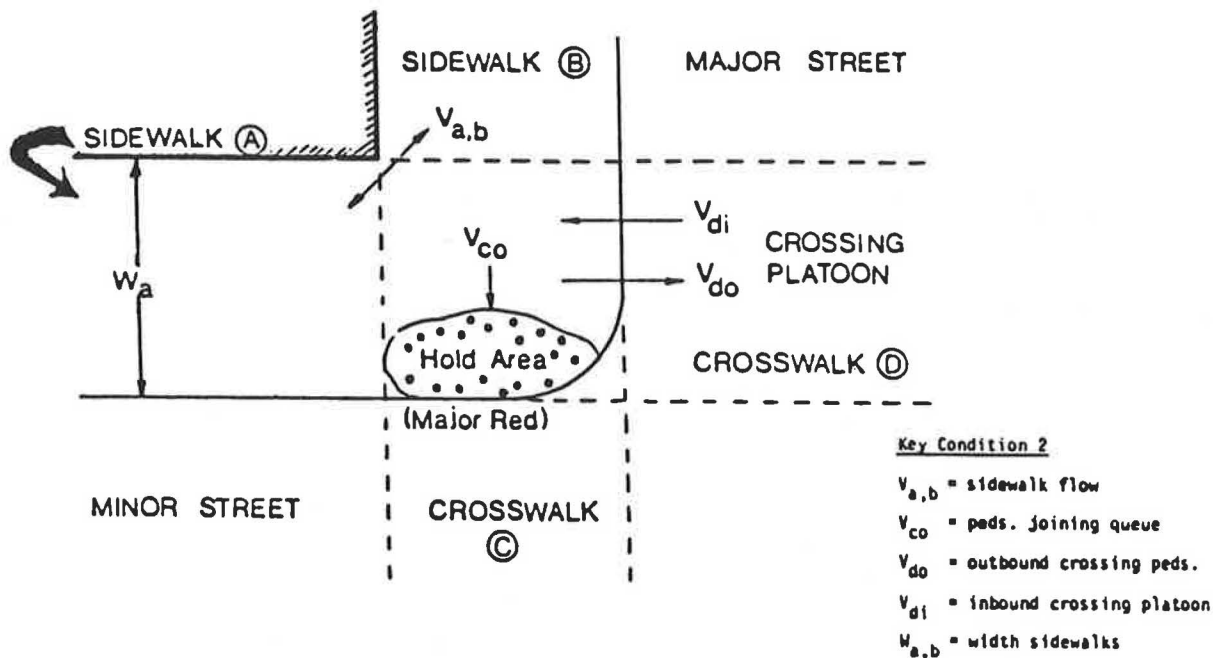 SIDEWALK Ⓑ
MAJOR STREET
SIDEWALK Ⓐ
Va,b
Wa
Vco
Vdi
Vdo
CROSSING
PLATOON
Hold Area
(Major Red)
CROSSWALK Ⓓ
MINOR STREET
CROSSWALK
Ⓒ
Key Condition 2
Va,b = sidewalk flow
Vco = peds. joining queue
Vdo = outbound crossing peds.
Vdi = inbound crossing platoon
Wa,b = width sidewalks